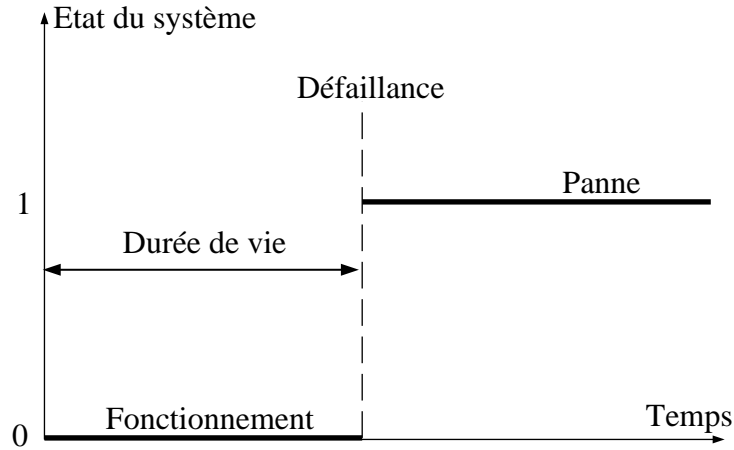 Etat du système
Défaillance
1
Panne
Durée de vie
Fonctionnement
Temps
0